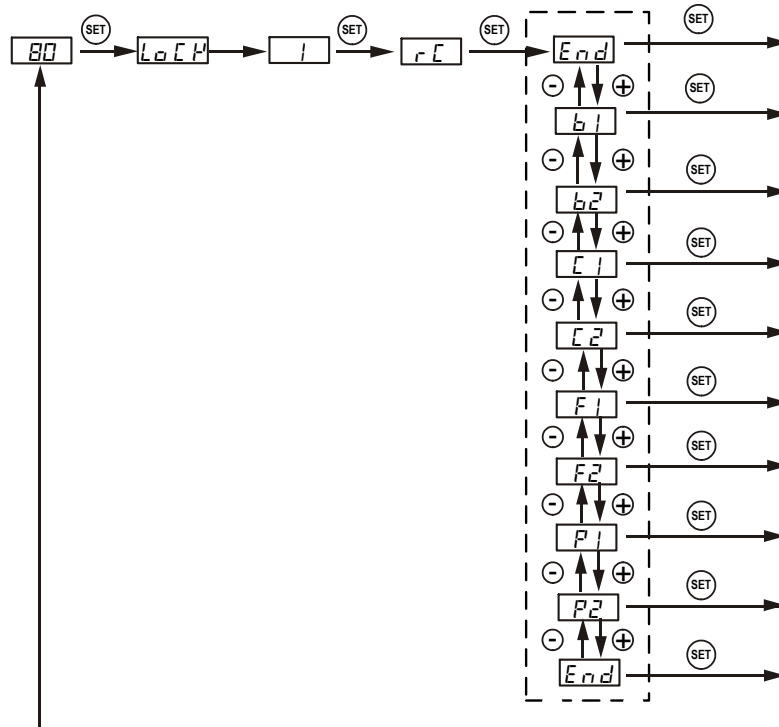 SET SET SET SET
80 LoCK 1 rC End
- +
SET
b1
- +
SET
b2
- +
SET
C1
- +
SET
C2
- +
SET
F1
- +
SET
F2
- +
SET
P1
- +
SET
P2
- +
SET
End